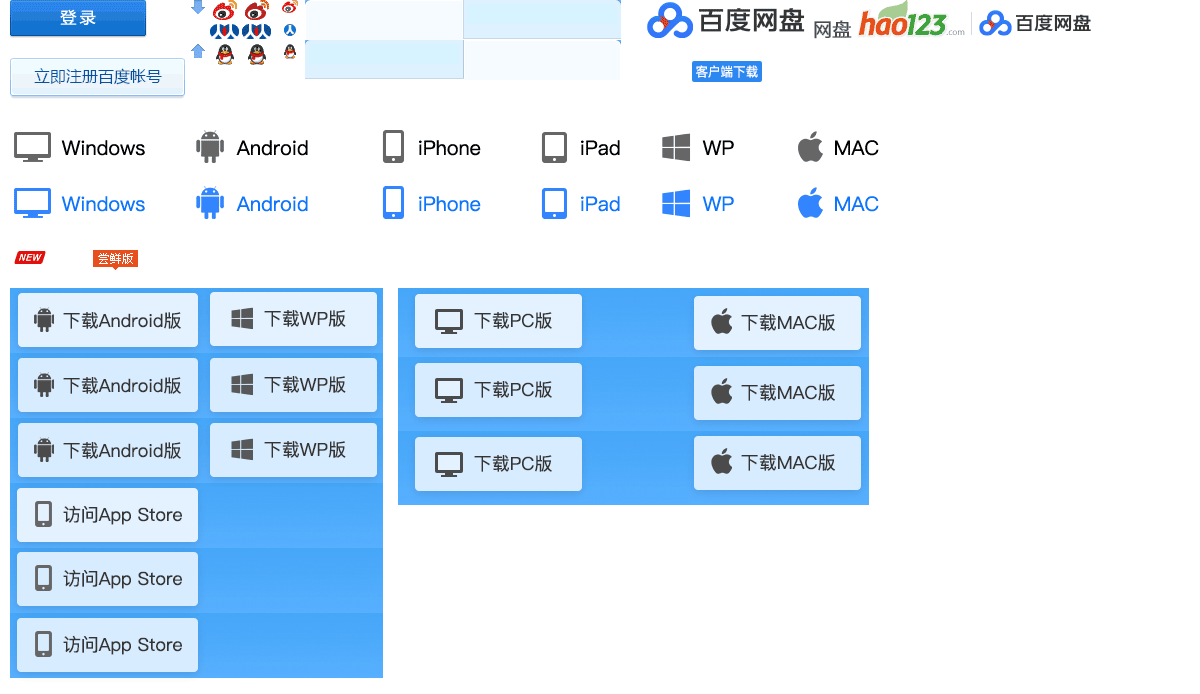 登录
百度网盘 网盘 hao123.com 百度网盘
立即注册百度帐号
客户端下载
Windows Android iPhone iPad WP MAC
Windows Android iPhone iPad WP MAC
NEW 尝鲜版
下载Android版 下载WP版 下载PC版 下载MAC版
下载Android版 下载WP版 下载PC版 下载MAC版
下载Android版 下载WP版 下载PC版 下载MAC版
访问App Store
访问App Store
访问App Store